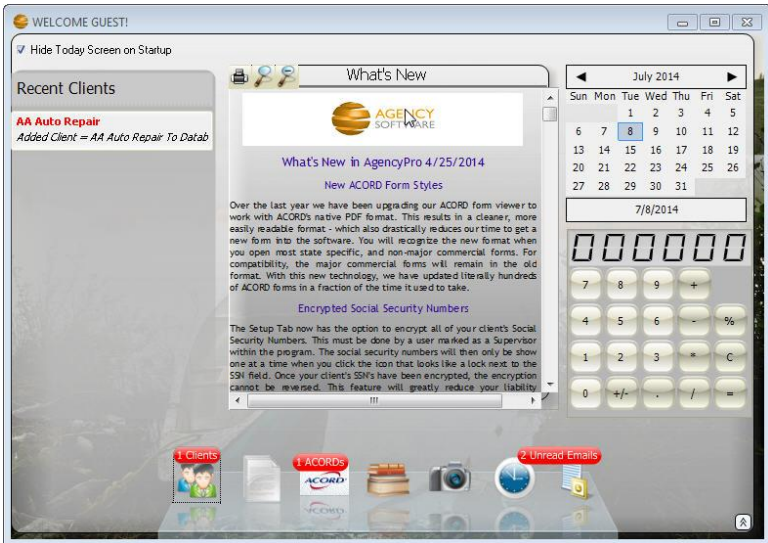 WELCOME GUEST!
Hide Today Screen on Startup
Recent Clients
AA Auto Repair
Added Client = AA Auto Repair To Datab
What's New
AGENCY
SOFTWARE
What's New in AgencyPro 4/25/2014
New ACORD Form Styles
Over the last year we have been upgrading our ACORD form viewer to
work with ACORD's native PDF format. This results in a cleaner, more
easily readable format - which also drastically reduces our time to get a
new form into the software. You will recognize the new format when
you open most state specific, and non-major commercial forms. For
compatibility, the major commercial forms will remain in the old
format. With this new technology, we have updated literally hundreds
of ACORD forms in a fraction of the time it used to take.
Encrypted Social Security Numbers
The Setup Tab now has the option to encrypt all of your client's Social
Security Numbers. This must be done by a user marked as a Supervisor
within the program. The social security numbers will then only be show
one at a time when you click the icon that looks like a lock next to the
SSN field. Once your client's SSN's have been encrypted, the encryption
cannot be reversed. This feature will greatly reduce your liability
July 2014
Sun Mon Tue Wed Thu Fri Sat
1 2 3 4 5
6 7 8 9 10 11 12
13 14 15 16 17 18 19
20 21 22 23 24 25 26
27 28 29 30 31
7/8/2014
000000
7 8 9 +
4 5 6 - %
1 2 3 * C
0 +/- . / =
1 Clients
1 ACORDs
2 Unread Emails
ACORD